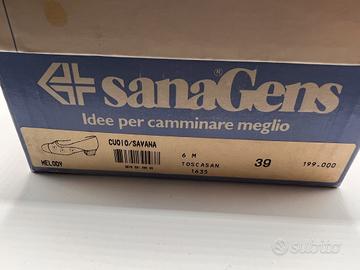 sanaGens®
Idee per camminare meglio
CUOIO/SAVANA
MELODY
6 M
TOSCASAN
1635
39
199.000
subito